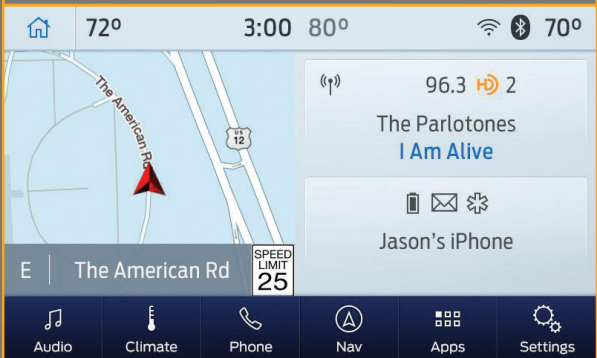 72º 3:00 80º 70º
The American Rd
U S
12
96.3 HD 2
The Parlotones
I Am Alive
Jason's iPhone
E The American Rd
SPEED
LIMIT
25
Audio Climate Phone Nav Apps Settings